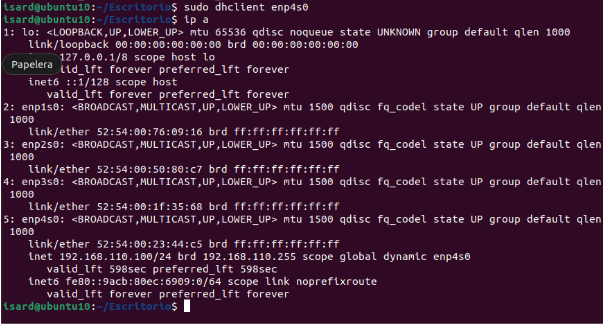 isard@ubuntu10:~/Escritorio$ sudo dhclient enp4s0
isard@ubuntu10:~/Escritorio$ ip a
1: lo: <LOOPBACK,UP,LOWER_UP> mtu 65536 qdisc noqueue state UNKNOWN group default qlen 1000
    link/loopback 00:00:00:00:00:00 brd 00:00:00:00:00:00
127.0.0.1/8 scope host lo
Papelera
lid_lft forever preferred_lft forever
    inet6 ::1/128 scope host
       valid_lft forever preferred_lft forever
2: enp1s0: <BROADCAST,MULTICAST,UP,LOWER_UP> mtu 1500 qdisc fq_codel state UP group default qlen
 1000
    link/ether 52:54:00:76:09:16 brd ff:ff:ff:ff:ff:ff
3: enp2s0: <BROADCAST,MULTICAST,UP,LOWER_UP> mtu 1500 qdisc fq_codel state UP group default qlen
 1000
    link/ether 52:54:00:50:80:c7 brd ff:ff:ff:ff:ff:ff
4: enp3s0: <BROADCAST,MULTICAST,UP,LOWER_UP> mtu 1500 qdisc fq_codel state UP group default qlen
 1000
    link/ether 52:54:00:1f:35:68 brd ff:ff:ff:ff:ff:ff
5: enp4s0: <BROADCAST,MULTICAST,UP,LOWER_UP> mtu 1500 qdisc fq_codel state UP group default qlen
 1000
    link/ether 52:54:00:23:44:c5 brd ff:ff:ff:ff:ff:ff
    inet 192.168.110.100/24 brd 192.168.110.255 scope global dynamic enp4s0
       valid_lft 598sec preferred_lft 598sec
    inet6 fe80::9acb:80ec:6909:0/64 scope link noprefixroute
       valid_lft forever preferred_lft forever
isard@ubuntu10:~/Escritorio$